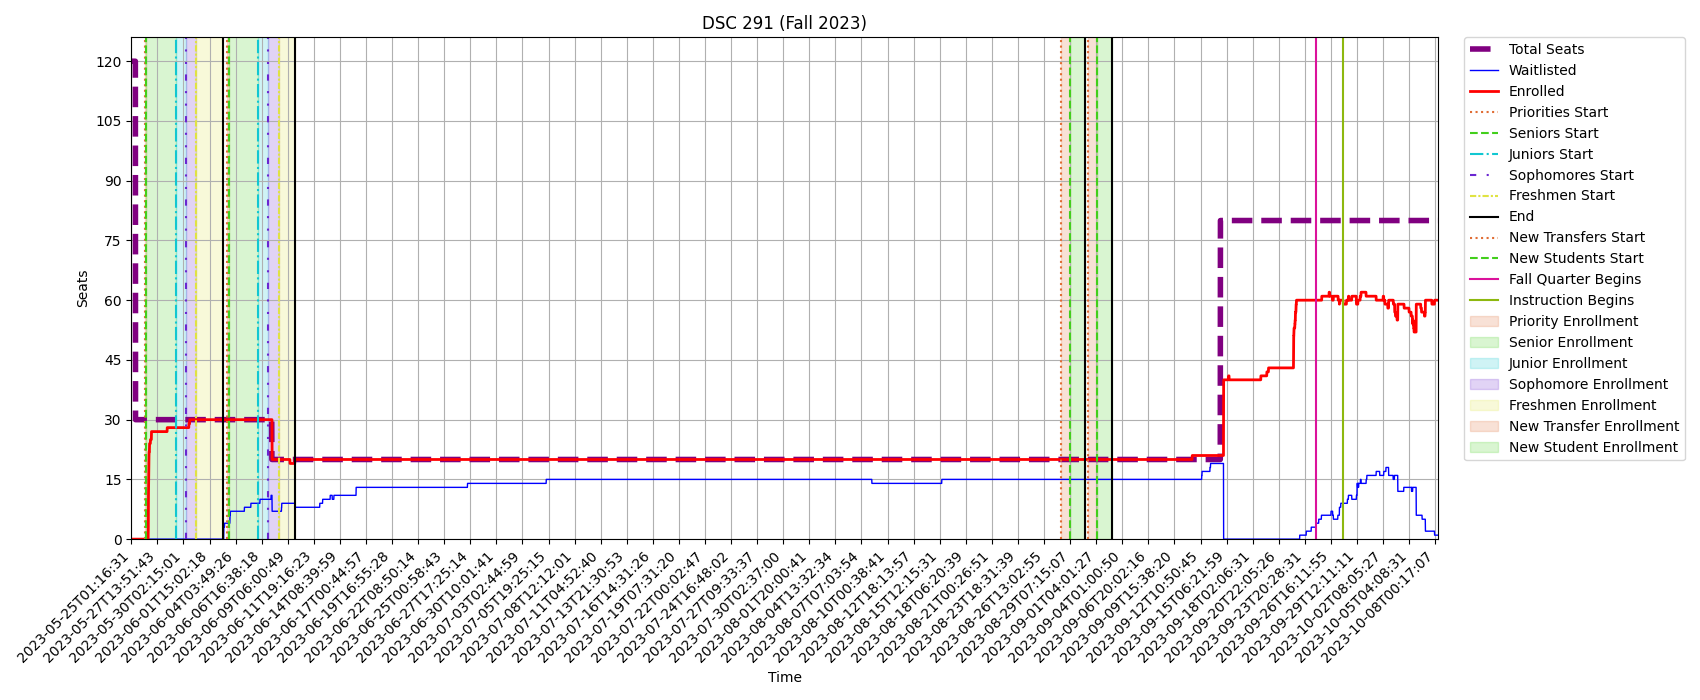 DSC 291 (Fall 2023)
120
105
90
75
60
45
30
15
0
Seats
2023-05-25T01:16:31
2023-05-27T13:51:43
2023-05-30T02:15:01
2023-06-01T15:02:18
2023-06-04T03:49:26
2023-06-06T16:38:18
2023-06-09T06:00:49
2023-06-11T19:16:23
2023-06-14T08:39:59
2023-06-17T00:44:57
2023-06-19T16:55:28
2023-06-22T08:50:14
2023-06-25T00:58:43
2023-06-27T17:25:14
2023-06-30T10:01:41
2023-07-03T02:44:59
2023-07-05T19:25:15
2023-07-08T12:12:01
2023-07-11T04:52:40
2023-07-13T21:30:53
2023-07-16T14:31:26
2023-07-19T07:31:20
2023-07-22T00:02:47
2023-07-24T16:48:02
2023-07-27T09:33:37
2023-07-30T02:37:00
2023-08-01T20:00:41
2023-08-04T13:32:34
2023-08-07T07:03:54
2023-08-10T00:38:41
2023-08-12T18:13:57
2023-08-15T12:15:31
2023-08-18T06:20:39
2023-08-21T00:26:51
2023-08-23T18:31:39
2023-08-26T13:02:55
2023-08-29T07:15:07
2023-09-01T04:01:27
2023-09-04T01:00:50
2023-09-06T20:02:16
2023-09-09T15:38:20
2023-09-12T10:50:45
2023-09-15T06:21:59
2023-09-18T02:06:31
2023-09-20T22:05:26
2023-09-23T20:28:31
2023-09-26T16:11:55
2023-09-29T12:11:11
2023-10-02T08:05:27
2023-10-05T04:08:31
2023-10-08T00:17:07
Time
Total Seats
Waitlisted
Enrolled
Priorities Start
Seniors Start
Juniors Start
Sophomores Start
Freshmen Start
End
New Transfers Start
New Students Start
Fall Quarter Begins
Instruction Begins
Priority Enrollment
Senior Enrollment
Junior Enrollment
Sophomore Enrollment
Freshmen Enrollment
New Transfer Enrollment
New Student Enrollment